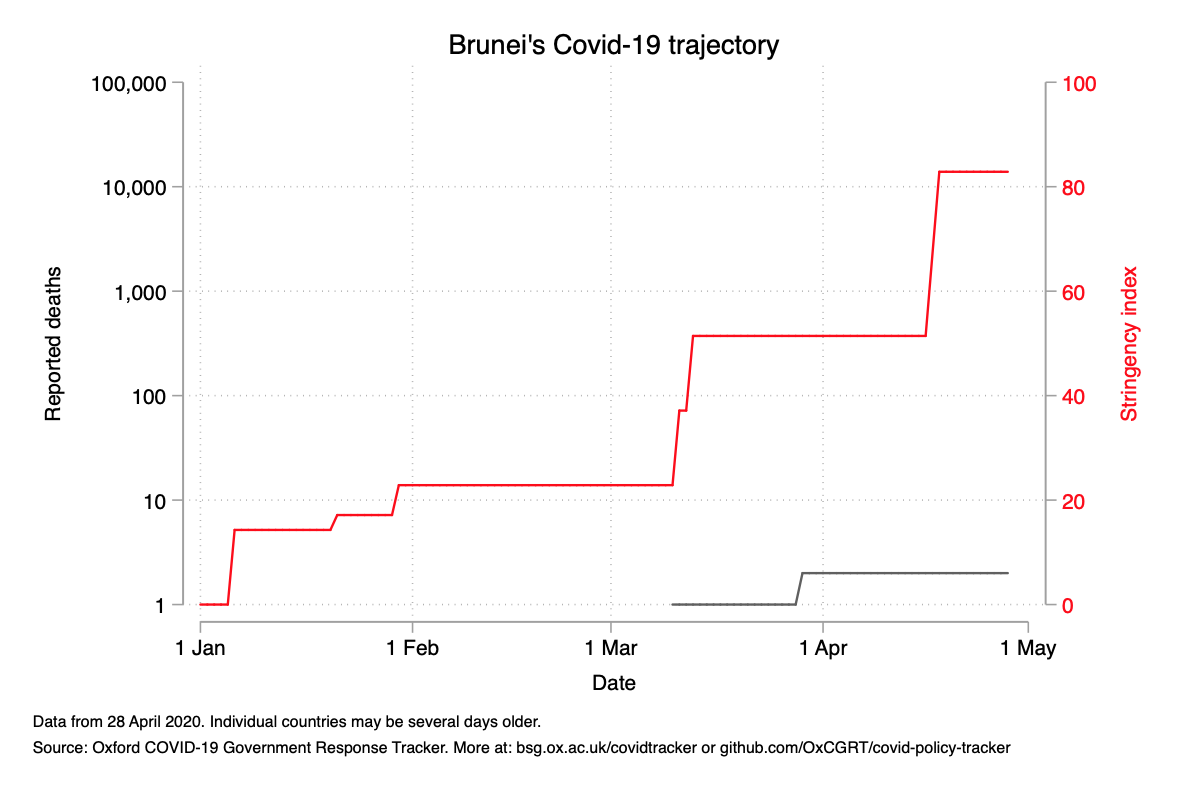 Brunei's Covid-19 trajectory
100,000
10,000
1,000
100
10
1
Reported deaths
100
80
60
40
20
0
Stringency index
1 Jan
1 Feb
1 Mar
1 Apr
1 May
Date
Data from 28 April 2020. Individual countries may be several days older.
Source: Oxford COVID-19 Government Response Tracker. More at: bsg.ox.ac.uk/covidtracker or github.com/OxCGRT/covid-policy-tracker